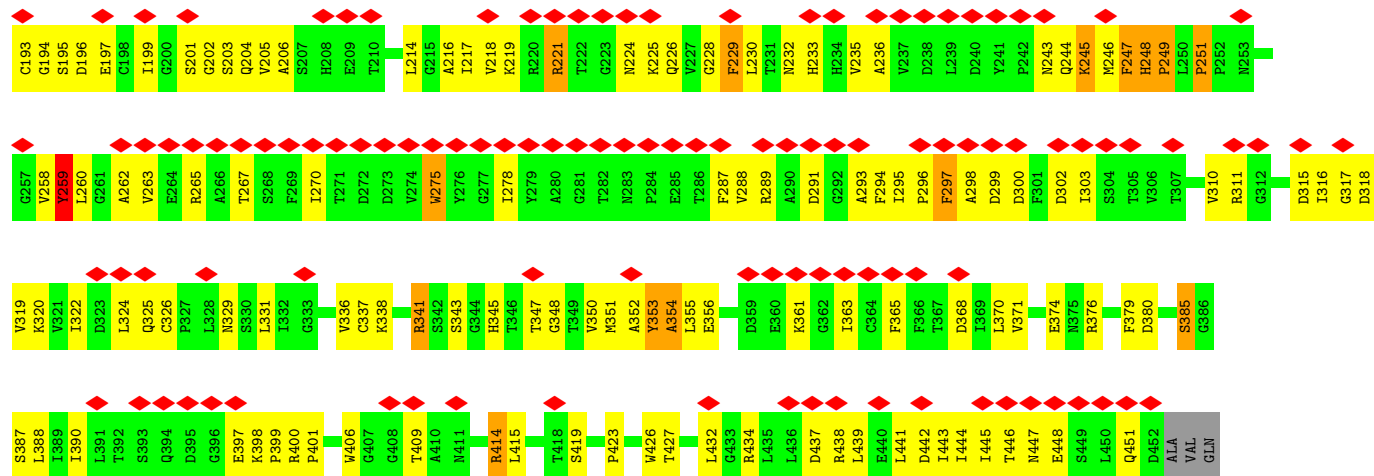 C193 G194 S195 D196 E197 C198 I199 G200 S201 G202 S203 Q204 V205 A206 S207 H208 E209 T210 L214 G215 A216 I217 V218 K219 R220 R221 T222 G223 N224 K225 Q226 V227 G228 F229 L230 T231 N232 H233 H234 V235 A236 V237 D238 L239 D240 Y241 P242 N243 Q244 K245 M246 F247 H248 P249 L250 P251 P252 N253
G257 V258 Y259 L260 G261 A262 V263 E264 R265 A266 T267 S268 F269 I270 T271 D272 D273 V274 W275 Y276 G277 I278 Y279 A280 G281 T282 N283 P284 E285 T286 F287 V288 R289 A290 D291 G292 A293 F294 I295 P296 F297 A298 D299 D300 F301 D302 I303 S304 T305 V306 T307 V310 R311 G312 D315 I316 G317 D318
V319 K320 V321 I322 D323 L324 Q325 C326 P327 L328 N329 S330 L331 I332 G333 V336 C337 K338 R341 S342 S343 G344 H345 T346 T347 G348 T349 V350 M351 A352 Y353 A354 L355 E356 D359 E360 K361 G362 I363 C364 F365 F366 T367 D368 I369 L370 V371 E374 N375 R376 F379 D380 S385 G386
S387 L388 I389 I390 L391 T392 S393 Q394 D395 G396 E397 K398 P399 R400 P401 W406 G407 G408 T409 A410 N411 R414 L415 T418 S419 P423 W426 T427 L432 G433 R434 L435 L436 D437 R438 L439 E440 L441 D442 I443 I444 I445 T446 N447 E448 S449 L450 Q451 D452 ALA VAL GLN